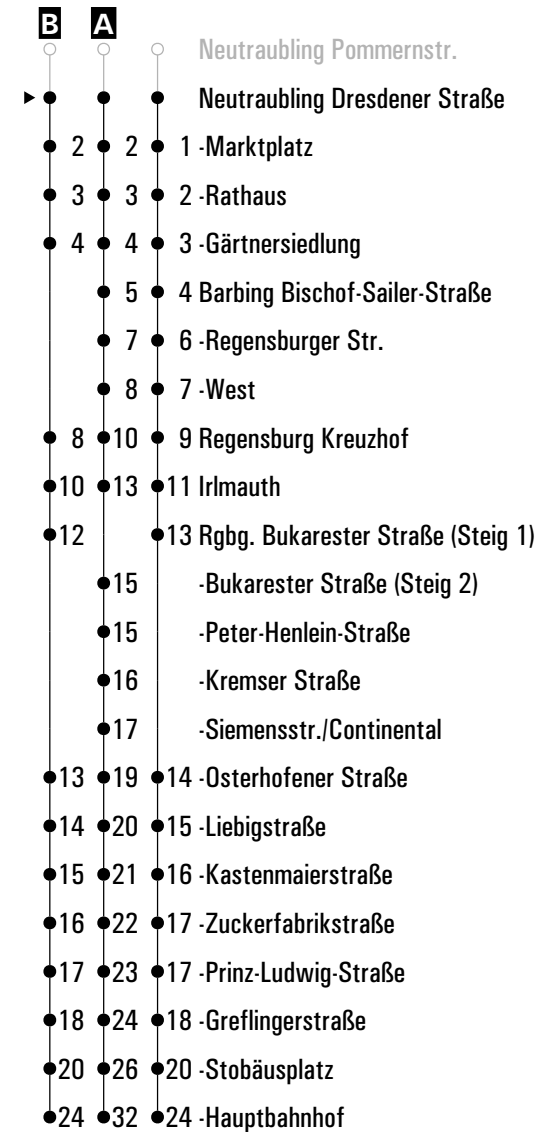 B A
Neutraubling Pommernstr.
Neutraubling Dresdener Straße
2 2 1 -Marktplatz
3 3 2 -Rathaus
4 4 3 -Gärtnersiedlung
5 4 Barbing Bischof-Sailer-Straße
7 6 -Regensburger Str.
8 7 -West
8 10 9 Regensburg Kreuzhof
10 13 11 Irlmauth
12 13 Rgbg. Bukarester Straße (Steig 1)
15 -Bukarester Straße (Steig 2)
15 -Peter-Henlein-Straße
16 -Kremser Straße
17 -Siemensstr./Continental
13 19 14 -Osterhofener Straße
14 20 15 -Liebigstraße
15 21 16 -Kastenmaierstraße
16 22 17 -Zuckerfabrikstraße
17 23 17 -Prinz-Ludwig-Straße
18 24 18 -Greflingerstraße
20 26 20 -Stobäusplatz
24 32 24 -Hauptbahnhof